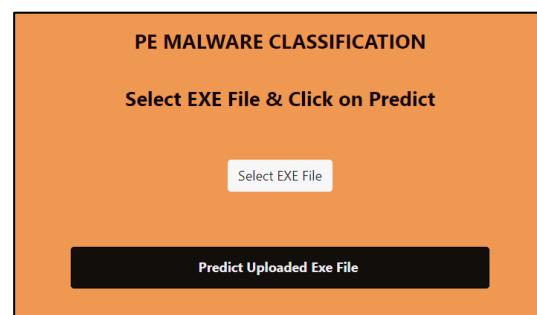 PE MALWARE CLASSIFICATION
Select EXE File & Click on Predict
Select EXE File
Predict Uploaded Exe File